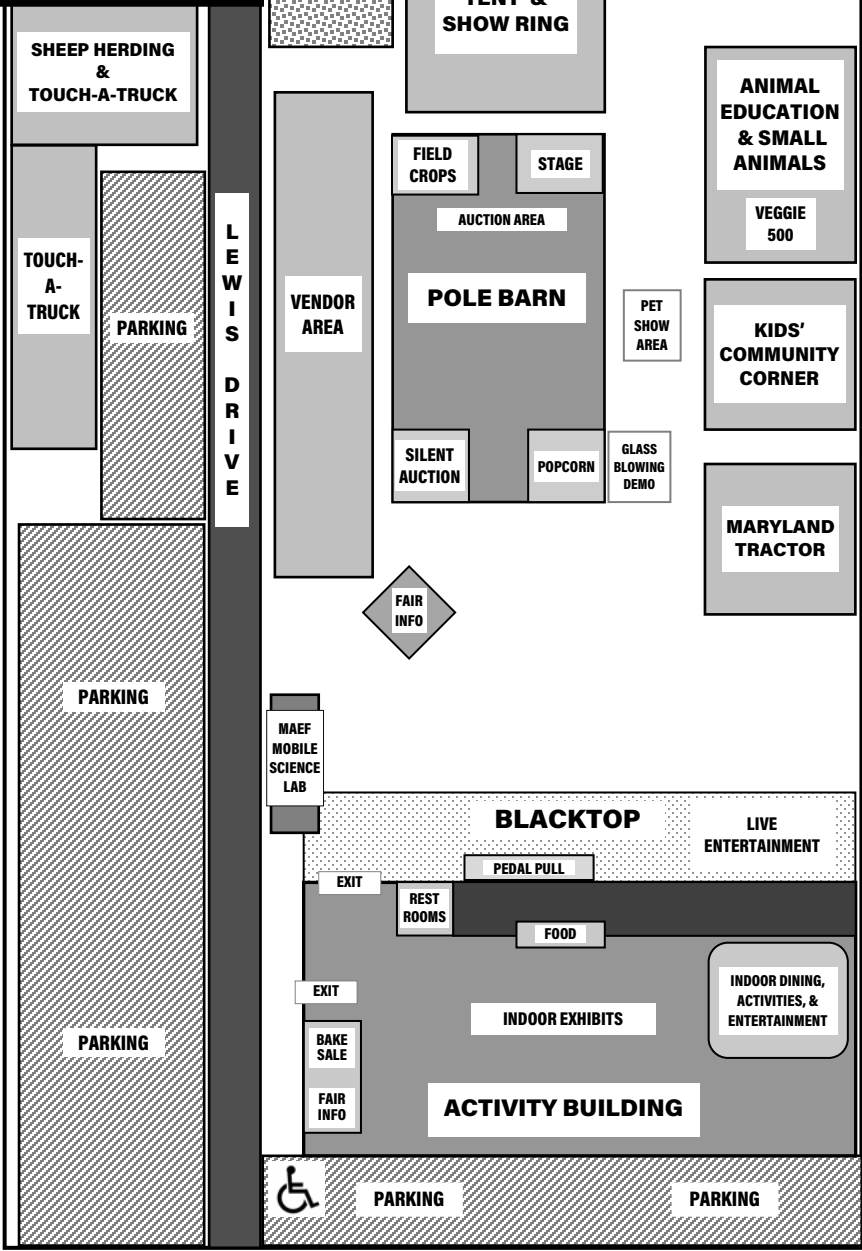 TENT &
SHOW RING
SHEEP HERDING
&
TOUCH-A-TRUCK
ANIMAL
EDUCATION
& SMALL
ANIMALS
VEGGIE
500
FIELD
CROPS
STAGE
AUCTION AREA
POLE BARN
TOUCH-
A-
TRUCK
PARKING
LEWIS DRIVE
VENDOR
AREA
PET
SHOW
AREA
KIDS'
COMMUNITY
CORNER
SILENT
AUCTION
POPCORN
GLASS
BLOWING
DEMO
MARYLAND
TRACTOR
FAIR
INFO
PARKING
MAEF
MOBILE
SCIENCE
LAB
BLACKTOP
LIVE
ENTERTAINMENT
PEDAL PULL
EXIT
REST
ROOMS
FOOD
EXIT
INDOOR EXHIBITS
INDOOR DINING,
ACTIVITIES, &
ENTERTAINMENT
PARKING
BAKE
SALE
FAIR
INFO
ACTIVITY BUILDING
PARKING
PARKING